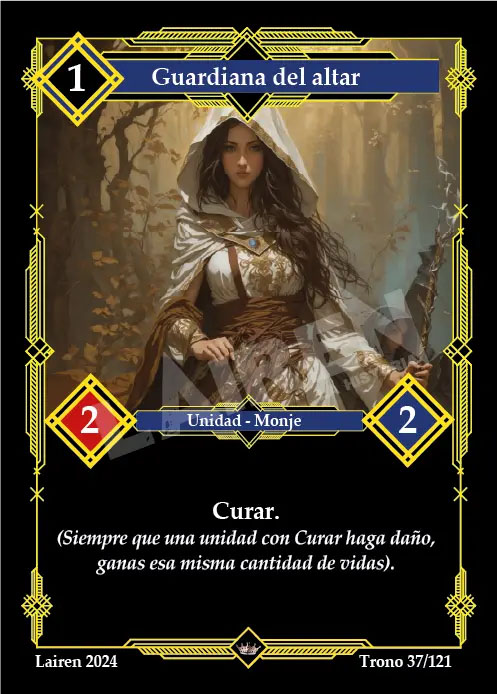 1
Guardiana del altar
2
Unidad - Monje
2
Curar.
(Siempre que una unidad con Curar haga daño,
ganas esa misma cantidad de vidas).
Lairen 2024
Trono 37/121